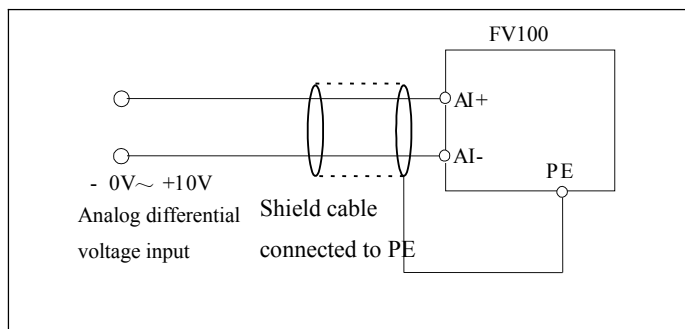 FV100
AI+
AI-
PE
- 0V～ +10V
Analog differential
voltage input
Shield cable
connected to PE